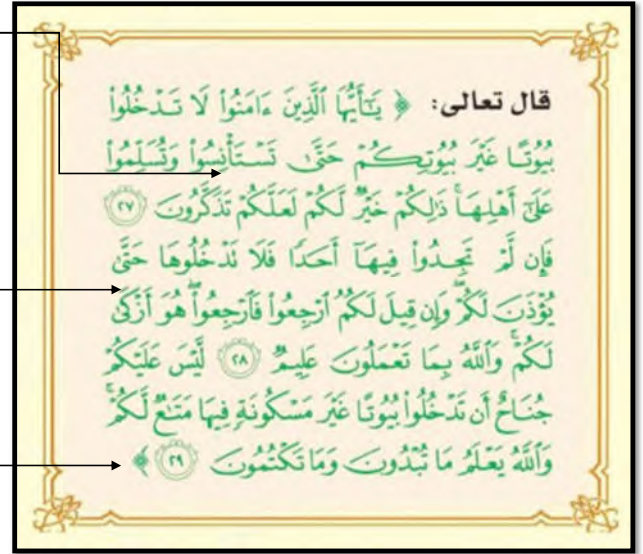 قال تعالى: ﴿ يَٰٓأَيُّهَا ٱلَّذِينَ ءَامَنُوا۟ لَا تَدْخُلُوا۟
بُيُوتًا غَيْرَ بُيُوتِكُمْ حَتَّىٰ تَسْتَأْنِسُوا۟ وَتُسَلِّمُوا۟
عَلَىٰٓ أَهْلِهَا ۚ ذَٰلِكُمْ خَيْرٌ لَّكُمْ لَعَلَّكُمْ تَذَكَّرُونَ ٢٧
فَإِن لَّمْ تَجِدُوا۟ فِيهَآ أَحَدًا فَلَا تَدْخُلُوهَا حَتَّىٰ
يُؤْذَنَ لَكُمْ ۖ وَإِن قِيلَ لَكُمُ ٱرْجِعُوا۟ فَٱرْجِعُوا۟ ۖ هُوَ أَزْكَىٰ
لَكُمْ ۚ وَٱللَّهُ بِمَا تَعْمَلُونَ عَلِيمٌ ٢٨ لَّيْسَ عَلَيْكُمْ
جُنَاحٌ أَن تَدْخُلُوا۟ بُيُوتًا غَيْرَ مَسْكُونَةٍ فِيهَا مَتَٰعٌ لَّكُمْ ۚ
وَٱللَّهُ يَعْلَمُ مَا تُبْدُونَ وَمَا تَكْتُمُونَ ٢٩ ﴾